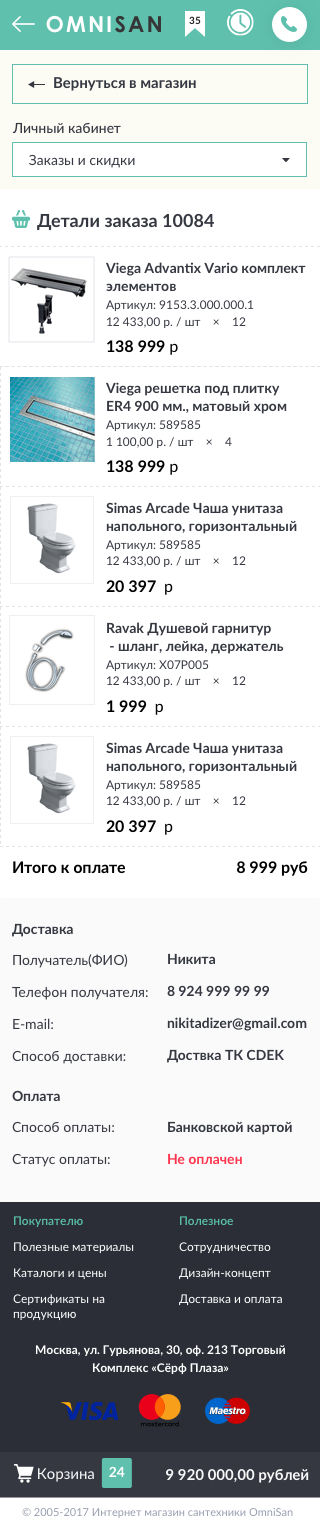 OMNISAN
35
Вернуться в магазин
Личный кабинет
Заказы и скидки
Детали заказа 10084
Viega Advantix Vario комплект
элементов
Артикул: 9153.3.000.000.1
12 433,00 р. / шт × 12
138 999 р
Viega решетка под плитку
ER4 900 мм., матовый хром
Артикул: 589585
1 100,00 р. / шт × 4
138 999 р
Simas Arcade Чаша унитаза
напольного, горизонтальный
Артикул: 589585
12 433,00 р. / шт × 12
20 397 р
Ravak Душевой гарнитур
- шланг, лейка, держатель
Артикул: X07P005
12 433,00 р. / шт × 12
1 999 р
Simas Arcade Чаша унитаза
напольного, горизонтальный
Артикул: 589585
12 433,00 р. / шт × 12
20 397 р
Итого к оплате 8 999 руб
Доставка
Получатель(ФИО) Никита
Телефон получателя: 8 924 999 99 99
E-mail: nikitadizer@gmail.com
Способ доставки: Доствка ТК CDEK
Оплата
Способ оплаты: Банковской картой
Статус оплаты: Не оплачен
Покупателю Полезное
Полезные материалы Сотрудничество
Каталоги и цены Дизайн-концепт
Сертификаты на Доставка и оплата
продукцию
Москва, ул. Гурьянова, 30, оф. 213 Торговый
Комплекс «Сёрф Плаза»
VISA mastercard Maestro
Корзина 24 9 920 000,00 рублей
© 2005-2017 Интернет магазин сантехники OmniSan